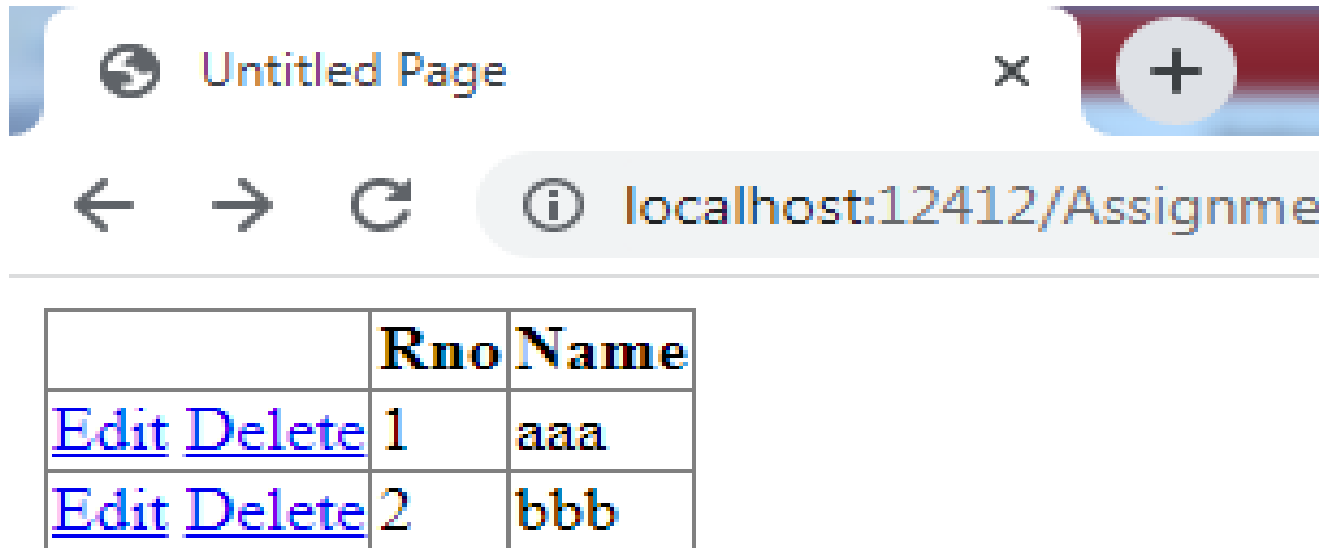 Untitled Page
localhost:12412/Assignme
Rno Name
Edit Delete 1 aaa
Edit Delete 2 bbb